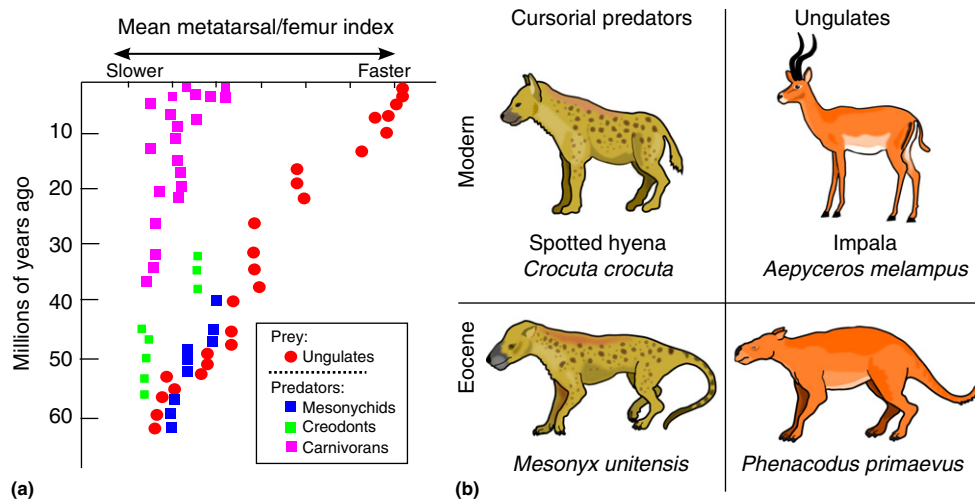 Mean metatarsal/femur index
Slower
Faster
Millions of years ago
10
20
30
40
50
60
Prey:
Ungulates
Predators:
Mesonychids
Creodonts
Carnivorans
(a)
Cursorial predators
Ungulates
Modern
Spotted hyena
Crocuta crocuta
Impala
Aepyceros melampus
Eocene
Mesonyx unitensis
Phenacodus primaevus
(b)